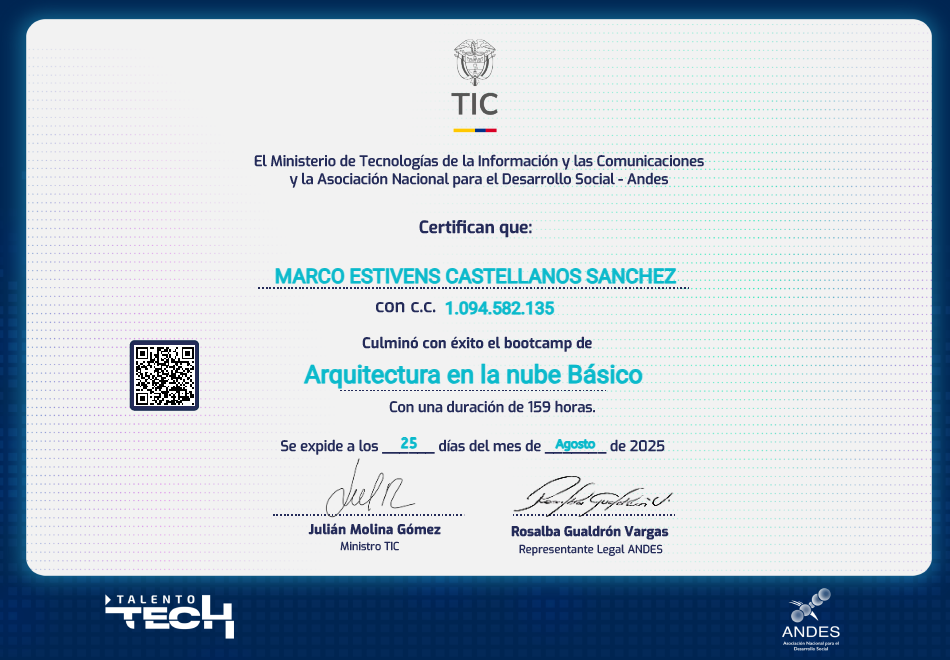 TIC
El Ministerio de Tecnologías de la Información y las Comunicaciones
y la Asociación Nacional para el Desarrollo Social - Andes
Certifican que:
MARCO ESTIVENS CASTELLANOS SANCHEZ
con c.c. 1.094.582.135
Culminó con éxito el bootcamp de
Arquitectura en la nube Básico
Con una duración de 159 horas.
Se expide a los 25 días del mes de Agosto de 2025
Julián Molina Gómez
Ministro TIC
Rosalba Gualdrón Vargas
Representante Legal ANDES
TALENTO
TECH
ANDES
Asociación Nacional para el
Desarrollo Social